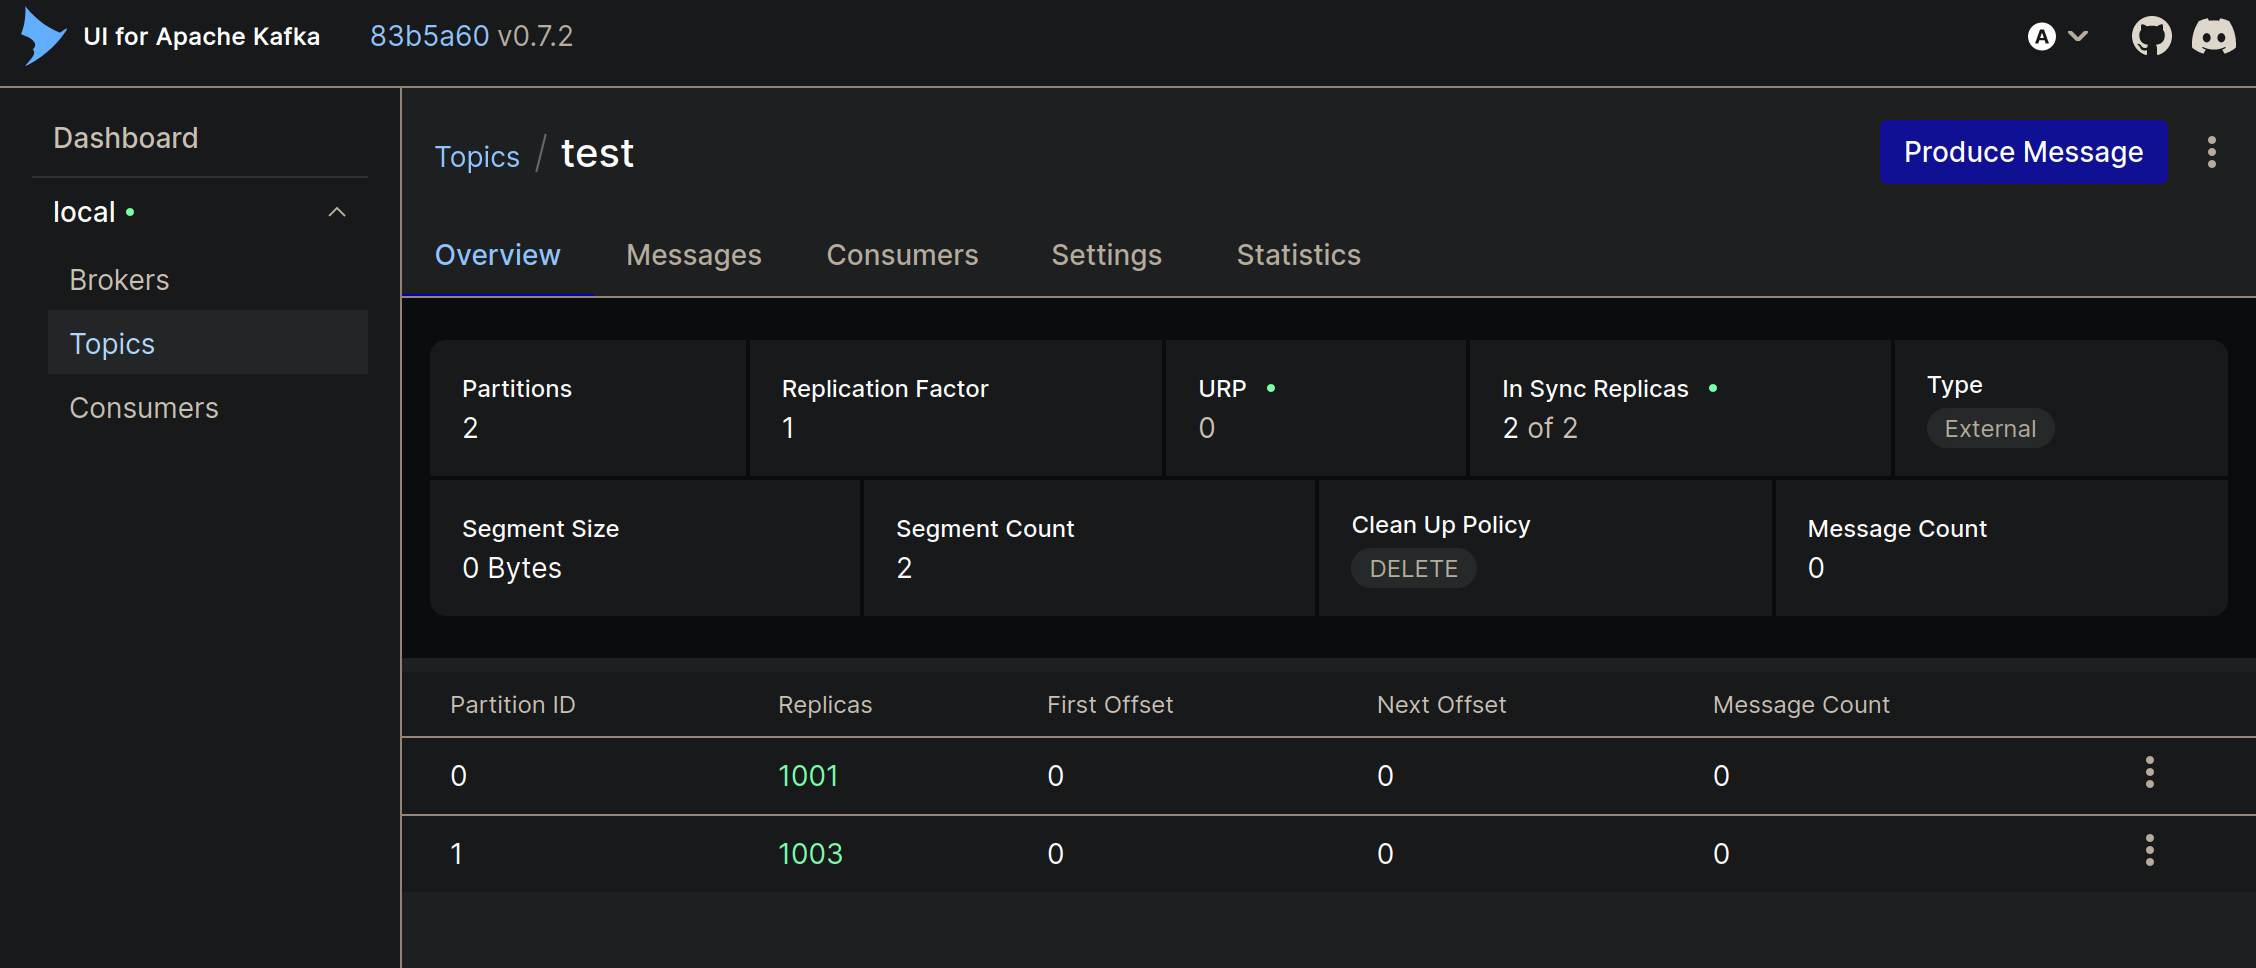 UI for Apache Kafka 83b5a60 v0.7.2 A
Dashboard
local
Brokers
Topics
Consumers
Topics / test
Produce Message
Overview Messages Consumers Settings Statistics
Partitions Replication Factor URP In Sync Replicas Type
2 1 0 2 of 2 External
Segment Size Segment Count Clean Up Policy Message Count
0 Bytes 2 DELETE 0
Partition ID Replicas First Offset Next Offset Message Count
0 1001 0 0 0
1 1003 0 0 0